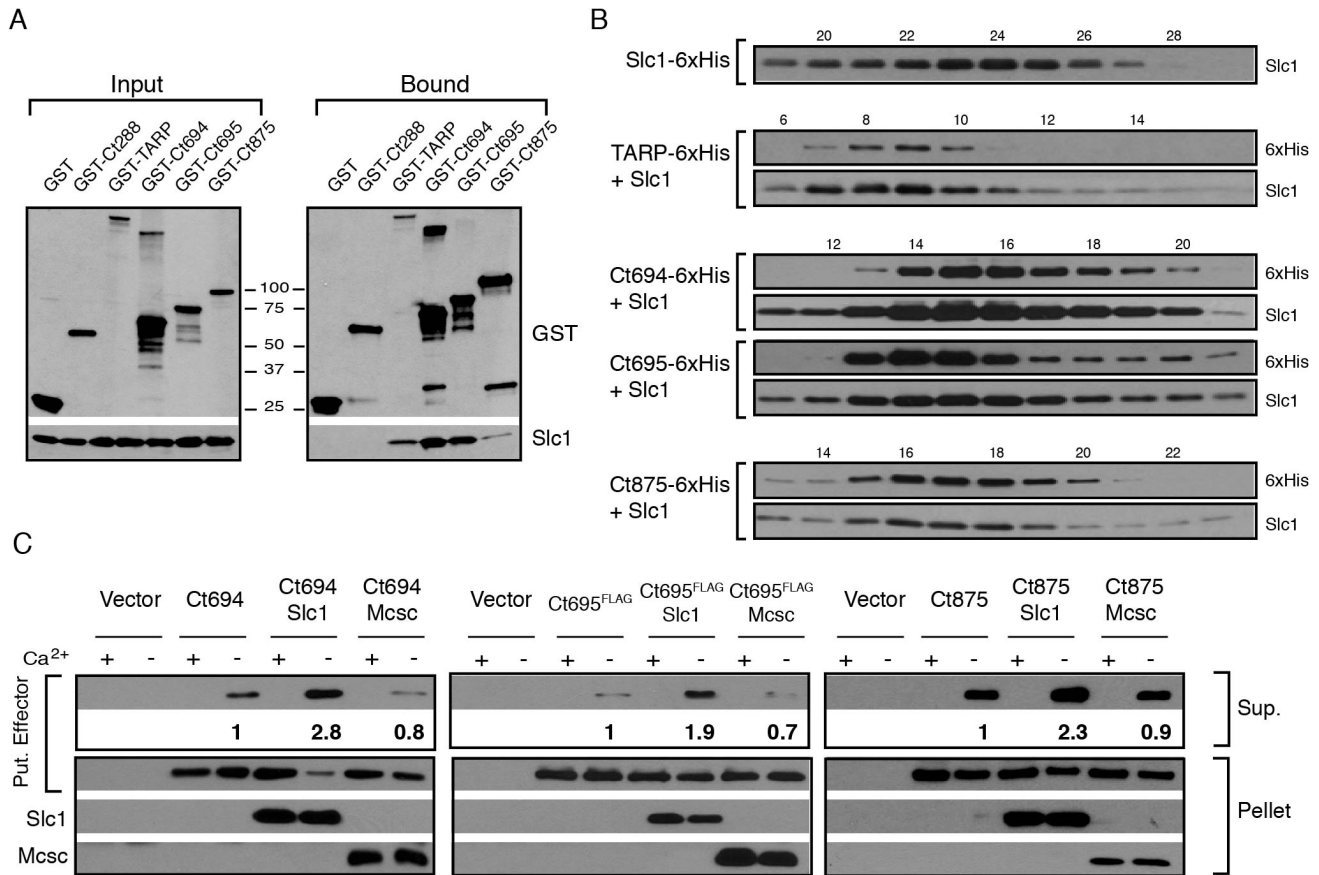 A
Input
Bound
GST
GST-Ct288
GST-TARP
GST-Ct694
GST-Ct695
GST-Ct875
GST
GST-Ct288
GST-TARP
GST-Ct694
GST-Ct695
GST-Ct875
100
75
50
37
25
GST
Slc1
B
20 22 24 26 28
Slc1-6xHis
Slc1
6 8 10 12 14
TARP-6xHis
+ Slc1
6xHis
Slc1
12 14 16 18 20
Ct694-6xHis
+ Slc1
6xHis
Slc1
Ct695-6xHis
+ Slc1
6xHis
Slc1
14 16 18 20 22
Ct875-6xHis
+ Slc1
6xHis
Slc1
C
Vector Ct694 Ct694 Slc1 Ct694 Mcsc
Vector Ct695FLAG Ct695FLAG Slc1 Ct695FLAG Mcsc
Vector Ct875 Ct875 Slc1 Ct875 Mcsc
Ca2+ + - + - + - + - + - + - + - + - + - + - + - + -
Put. Effector
1 2.8 0.8 1 1.9 0.7 1 2.3 0.9
Sup.
Slc1
Mcsc
Pellet